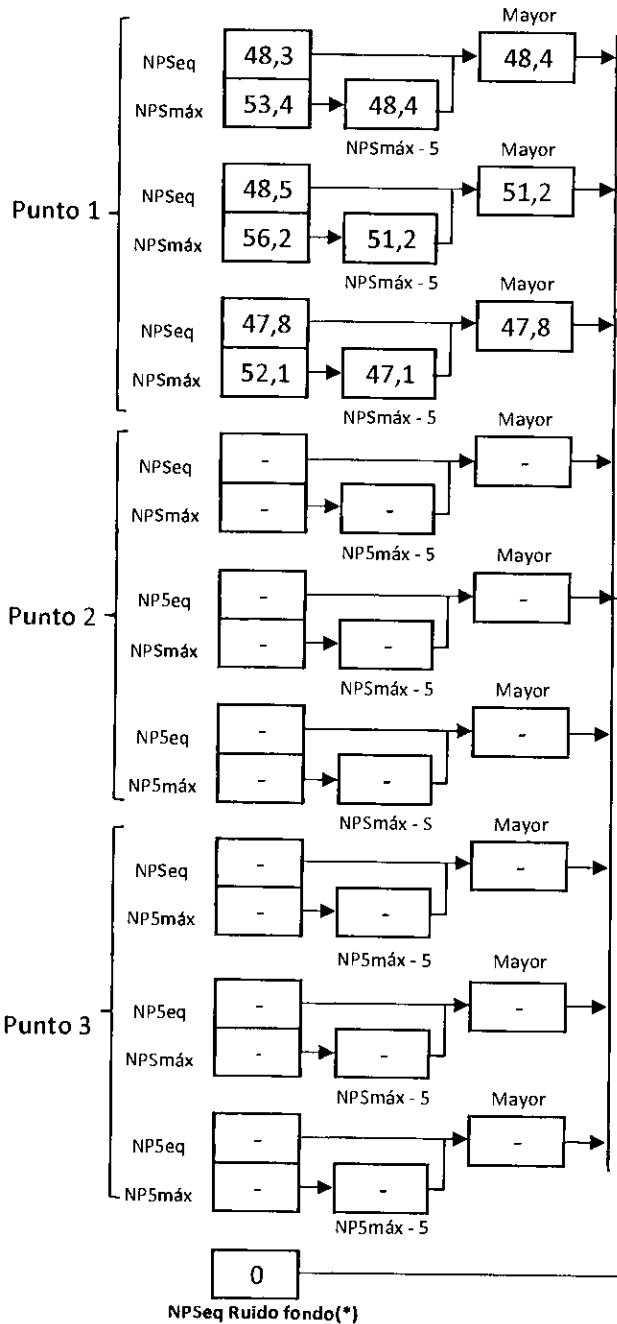 Mayor
NPSeq 48,3 48,4
NPSmáx 53,4 48,4
NPSmáx - 5
Mayor
NPSeq 48,5 51,2
Punto 1
NPSmáx 56,2 51,2
NPSmáx - 5
Mayor
NPSeq 47,8 47,8
NPSmáx 52,1 47,1
NPSmáx - 5
Mayor
NPSeq - -
NPSmáx - -
NP5máx - 5
Mayor
NP5eq - -
Punto 2
NPSmáx - -
NPSmáx - 5
Mayor
NP5eq - -
NP5máx - -
NPSmáx - S
Mayor
NPSeq - -
NP5máx - -
NP5máx - 5
Mayor
NP5eq - -
Punto 3
NPSmáx - -
NPSmáx - 5
Mayor
NP5eq - -
NP5máx - -
NP5máx - 5
0
NPSeq Ruido fondo(*)